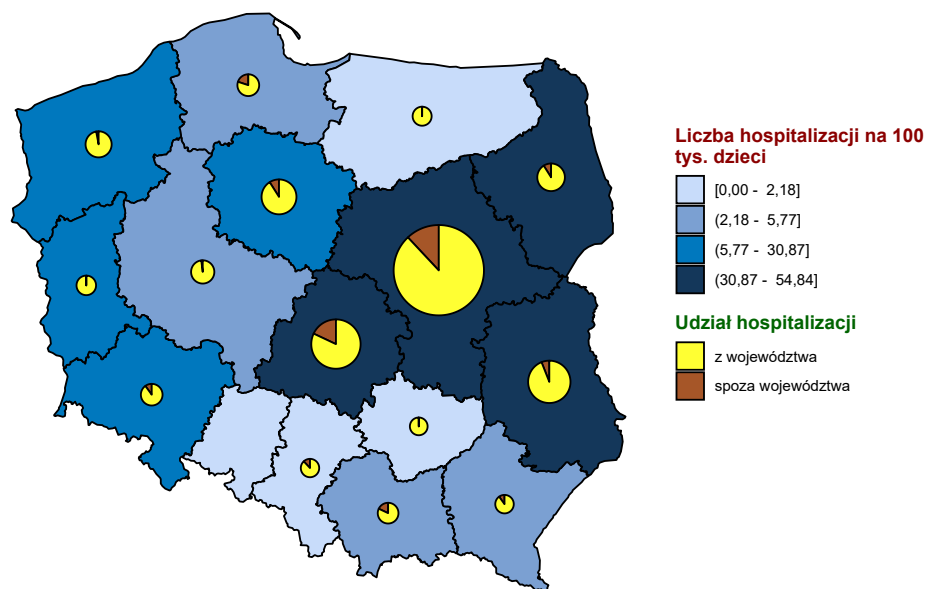 Liczba hospitalizacji na 100
tys. dzieci
[0,00 - 2,18]
(2,18 - 5,77]
(5,77 - 30,87]
(30,87 - 54,84]
Udział hospitalizacji
z województwa
spoza województwa